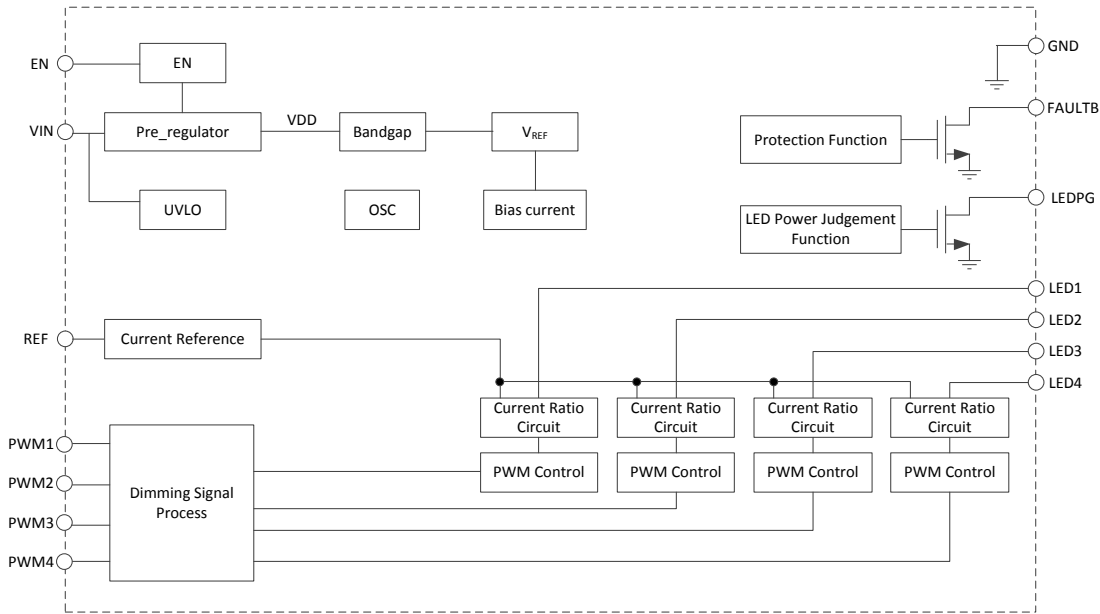 GND
EN
EN
VIN
Pre_regulator
VDD
Bandgap
VREF
FAULTB
Protection Function
UVLO
OSC
Bias current
LEDPG
LED Power Judgement
Function
LED1
LED2
REF
Current Reference
LED3
LED4
Current Ratio
Circuit
Current Ratio
Circuit
Current Ratio
Circuit
Current Ratio
Circuit
PWM1
PWM2
PWM3
PWM4
Dimming Signal
Process
PWM Control
PWM Control
PWM Control
PWM Control